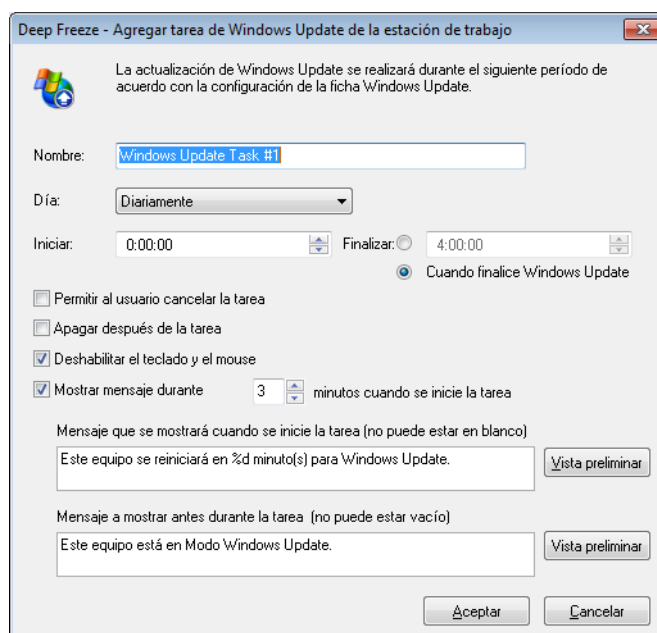 Deep Freeze - Agregar tarea de Windows Update de la estación de trabajo
La actualización de Windows Update se realizará durante el siguiente período de
acuerdo con la configuración de la ficha Windows Update.
Nombre: Windows Update Task #1
Día: Diariamente
Iniciar: 0:00:00 Finalizar: 4:00:00
Cuando finalice Windows Update
Permitir al usuario cancelar la tarea
Apagar después de la tarea
Deshabilitar el teclado y el mouse
Mostrar mensaje durante 3 minutos cuando se inicie la tarea
Mensaje que se mostrará cuando se inicie la tarea (no puede estar en blanco)
Este equipo se reiniciará en %d minuto(s) para Windows Update.
Vista preliminar
Mensaje a mostrar antes durante la tarea (no puede estar vacío)
Este equipo está en Modo Windows Update.
Vista preliminar
Aceptar Cancelar